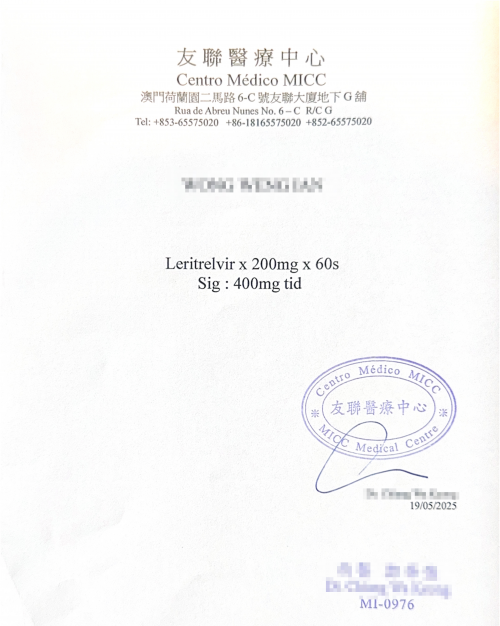 友聯醫療中心
Centro Médico MICC
澳門荷蘭園二馬路 6-C 號友聯大廈地下 G 舖
Rua de Abreu Nunes No. 6 – C R/C G
Tel: +853-65575020 +86-18165575020 +852-65575020
Leritrelvir x 200mg x 60s
Sig : 400mg tid
Centro Médico MICC
友聯醫療中心
MICC Medical Centre
19/05/2025
MI-0976